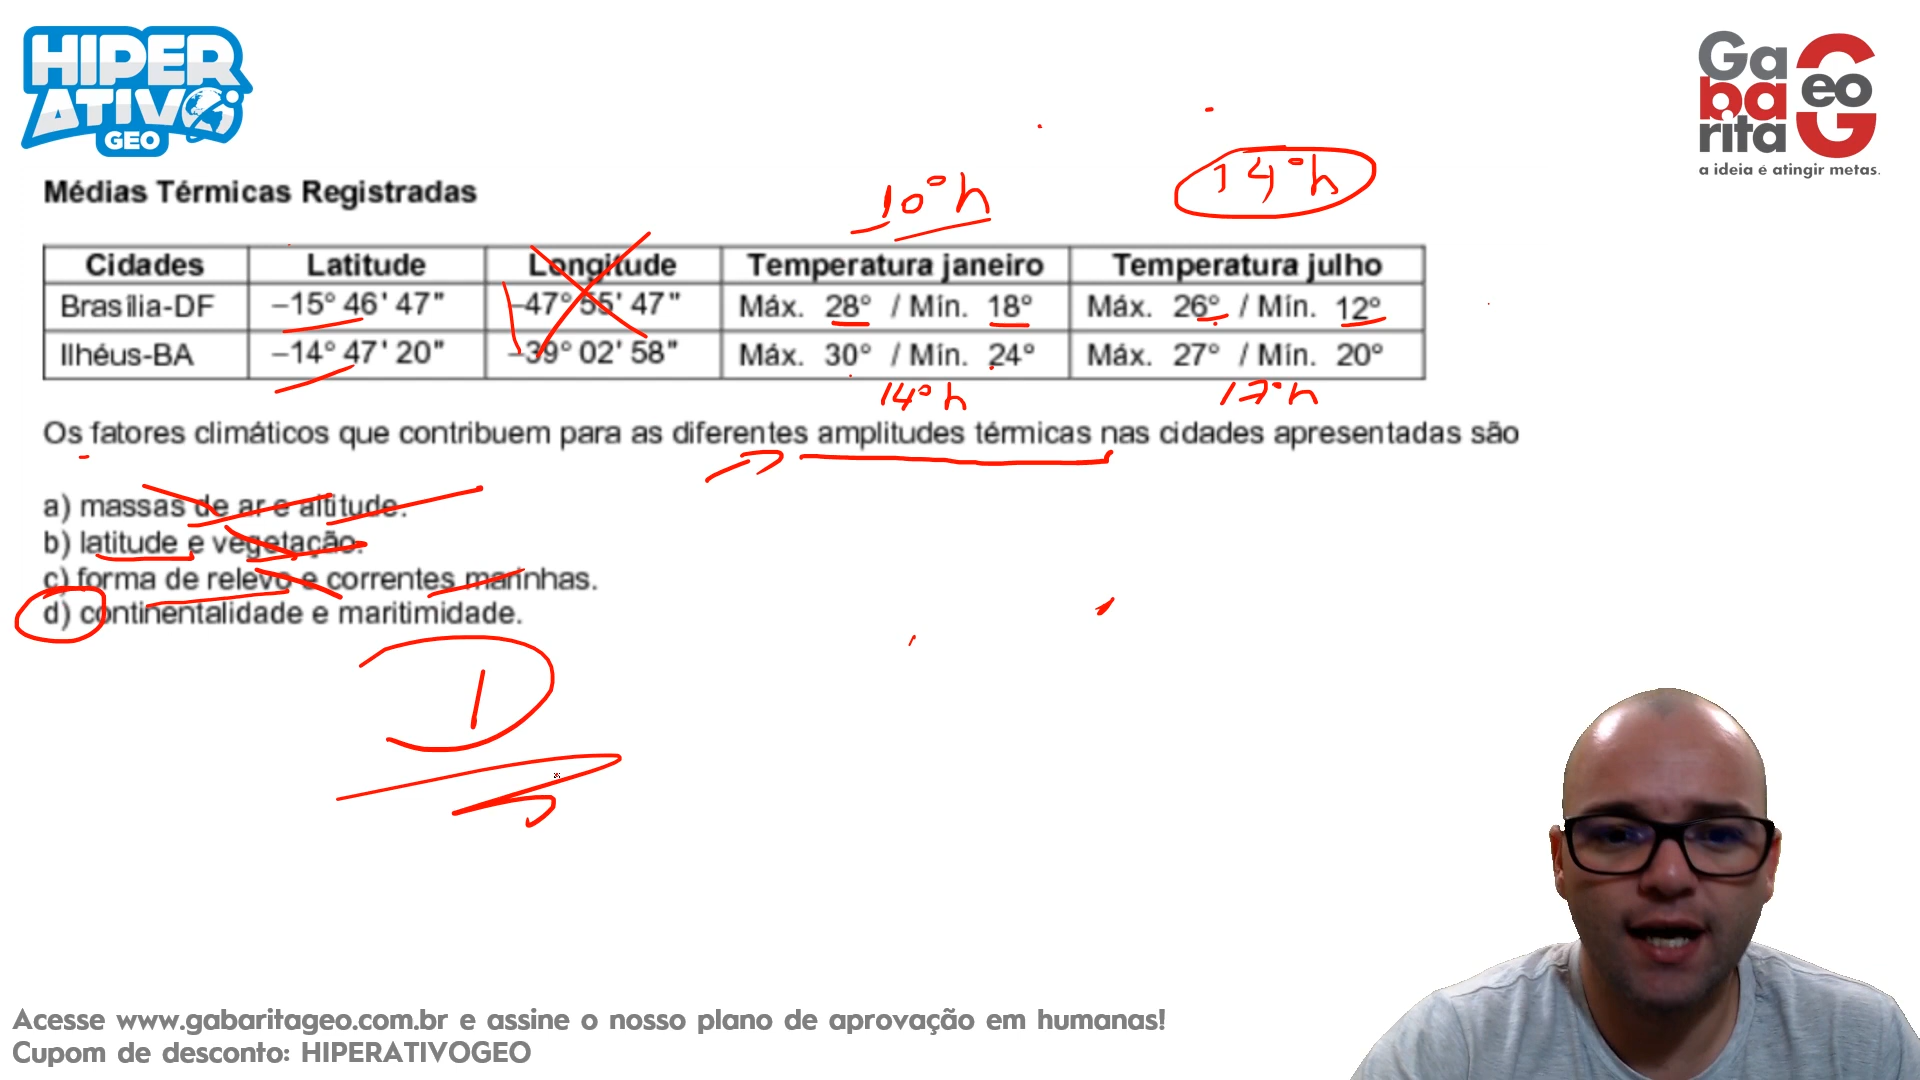 HIPER
ATIVO
GEO
Ga
ba
rita
Geo
a ideia é atingir metas.
10° h
14° h
Médias Térmicas Registradas
Cidades Latitude Longitude Temperatura janeiro Temperatura julho
Brasília-DF –15° 46' 47" –47° 55' 47" Máx. 28° / Mín. 18° Máx. 26° / Mín. 12°
Ilhéus-BA –14° 47' 20" –39° 02' 58" Máx. 30° / Mín. 24° Máx. 27° / Mín. 20°
14° h 17° h
Os fatores climáticos que contribuem para as diferentes amplitudes térmicas nas cidades apresentadas são
a) massas de ar e altitude.
b) latitude e vegetação.
c) forma de relevo e correntes marinhas.
d) continentalidade e maritimidade.
D
Acesse www.gabaritageo.com.br e assine o nosso plano de aprovação em humanas!
Cupom de desconto: HIPERATIVOGEO